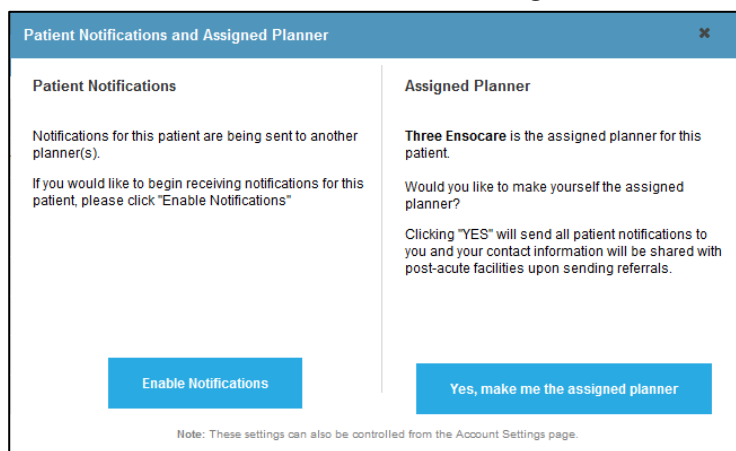 Patient Notifications and Assigned Planner
Patient Notifications
Notifications for this patient are being sent to another
planner(s).
If you would like to begin receiving notifications for this
patient, please click "Enable Notifications"
Enable Notifications
Assigned Planner
Three Ensocare is the assigned planner for this
patient.
Would you like to make yourself the assigned
planner?
Clicking "YES" will send all patient notifications to
you and your contact information will be shared with
post-acute facilities upon sending referrals.
Yes, make me the assigned planner
Note: These settings can also be controlled from the Account Settings page.